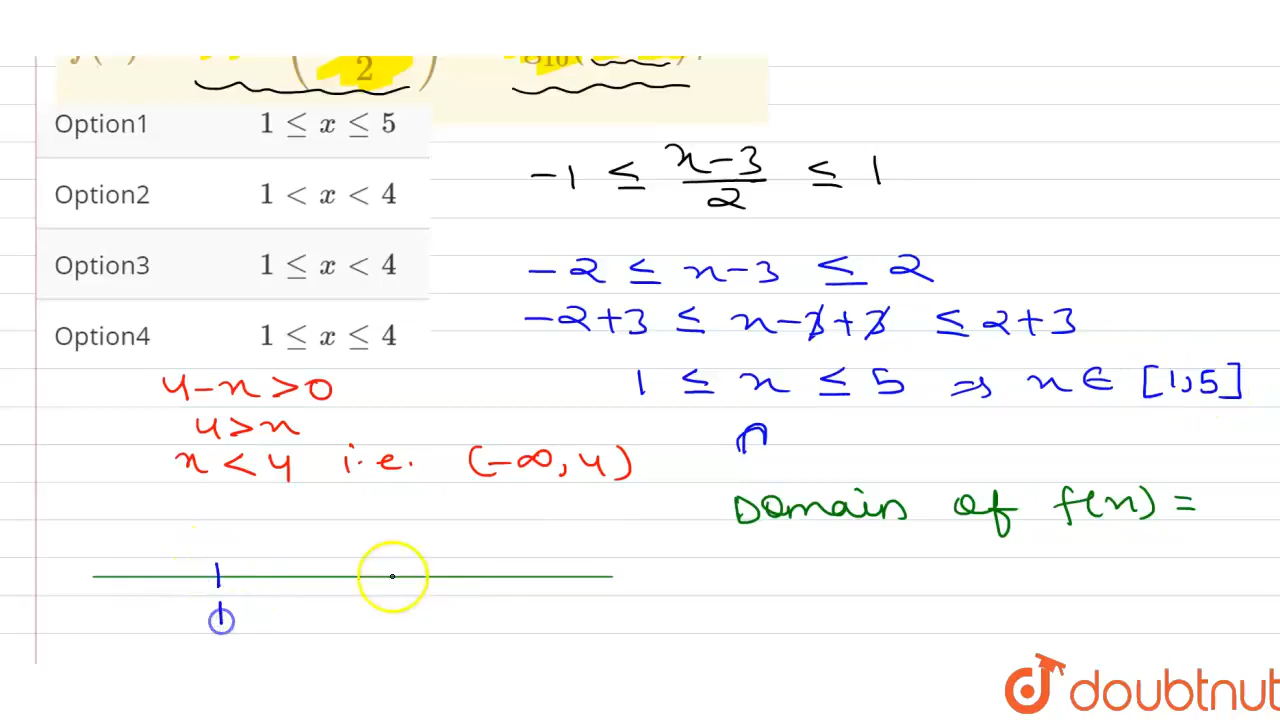 2
Option1 1 ≤ x ≤ 5
Option2 1 < x < 4
Option3 1 ≤ x < 4
Option4 1 ≤ x ≤ 4
-1 ≤ (x-3)/2 ≤ 1
-2 ≤ x-3 ≤ 2
-2+3 ≤ x-3+3 ≤ 2+3
1 ≤ x ≤ 5 ⇒ x ∈ [1,5]
4-x>0
4>x
x<4 i.e. (-∞,4)
Domain of f(x) =
1
doubtnut